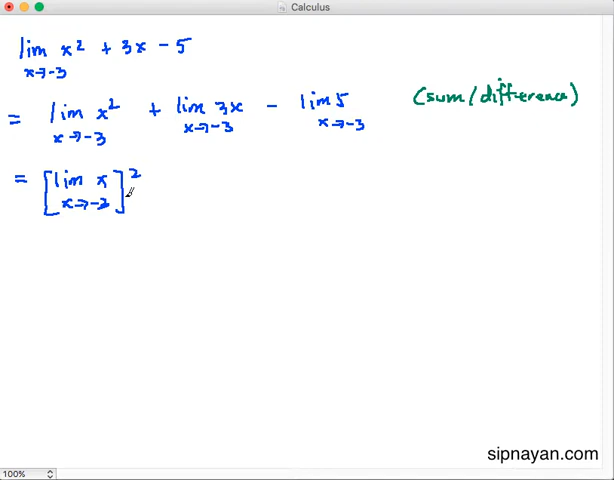 Calculus
lim x² + 3x - 5
x→-3
= lim x² + lim 3x - lim 5 (sum/difference)
x→-3 x→-3 x→-3
= [lim x]²
x→-3
sipnayan.com
100%